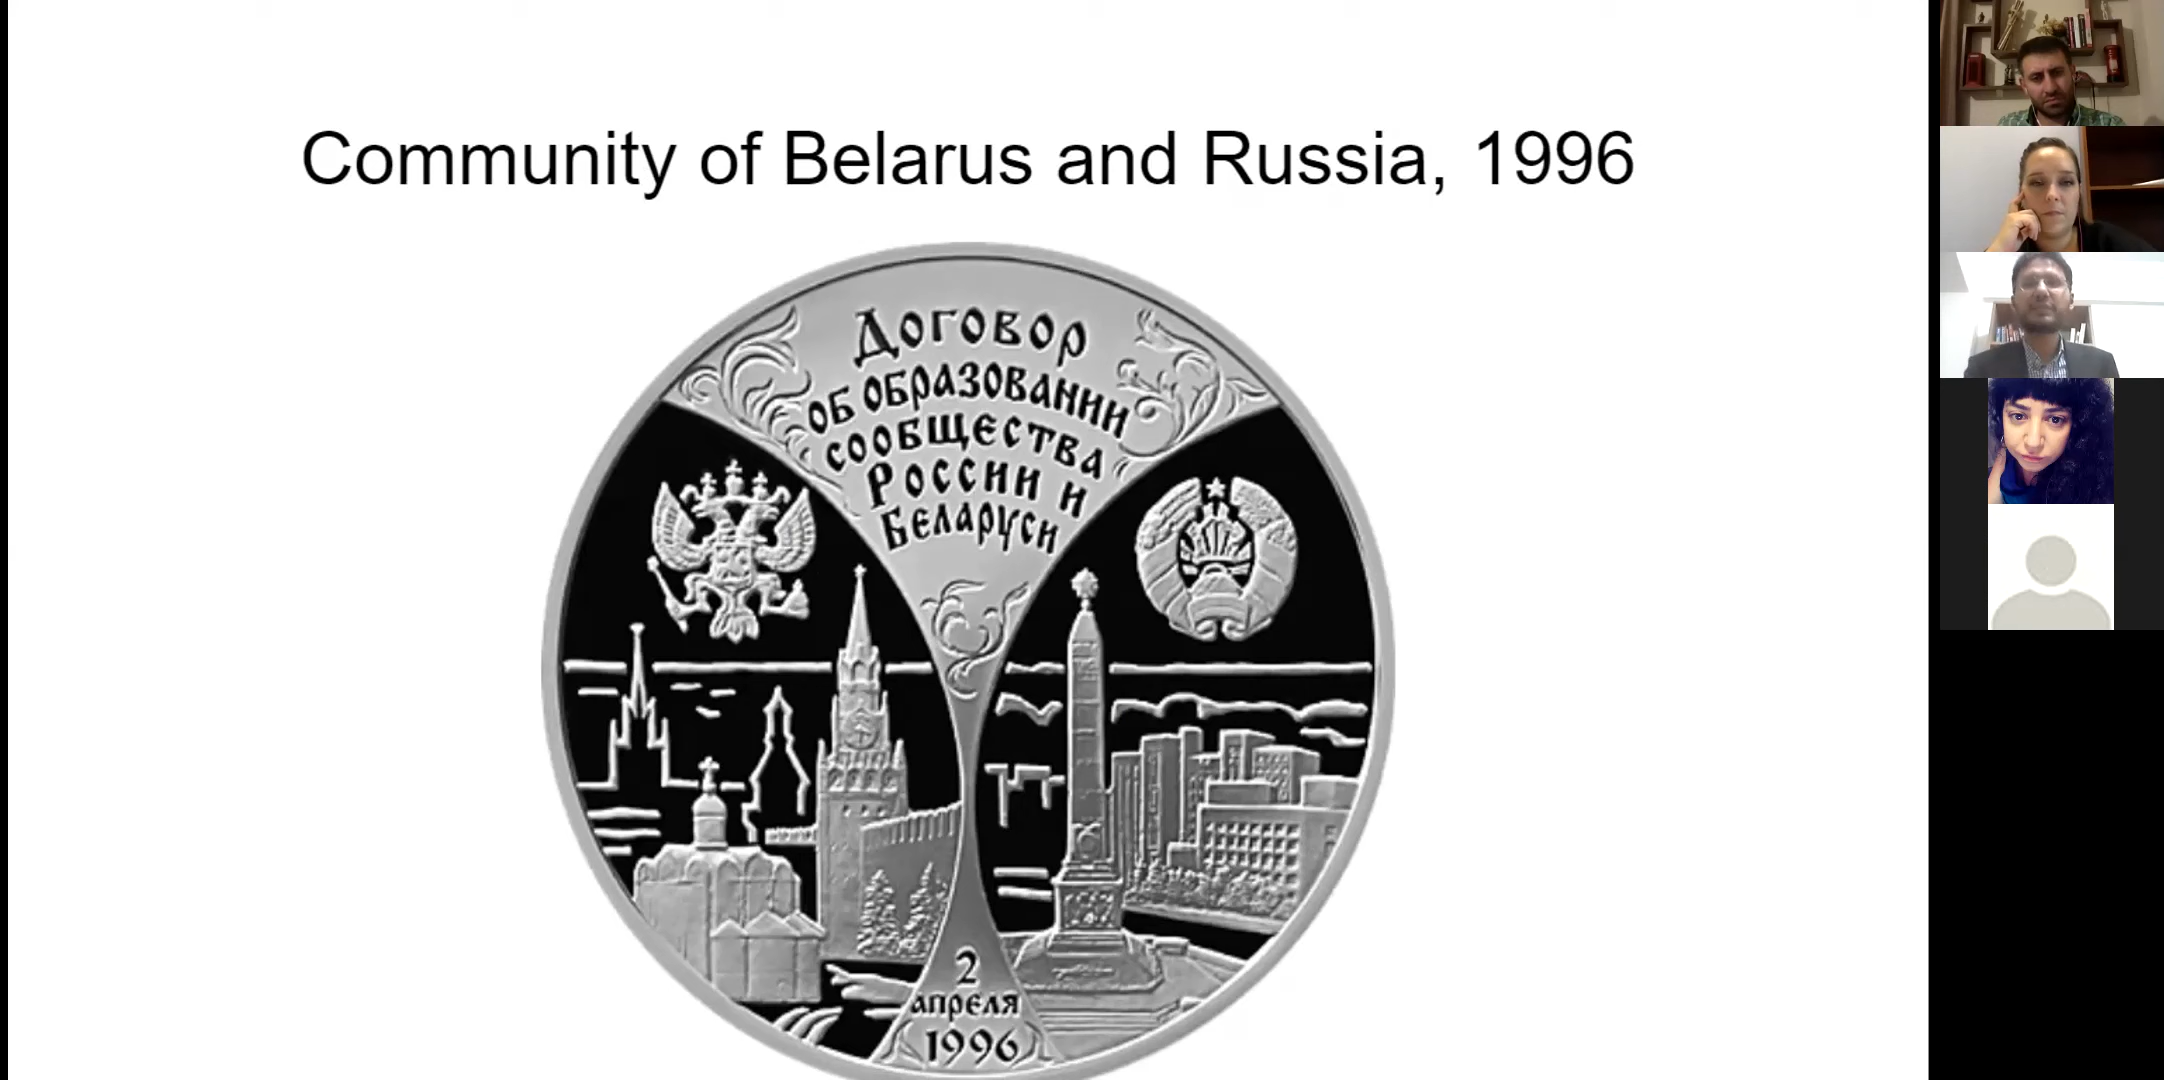 Community of Belarus and Russia, 1996
Договор
об образовании
сообщества
России и
Беларуси
2
апреля
1996